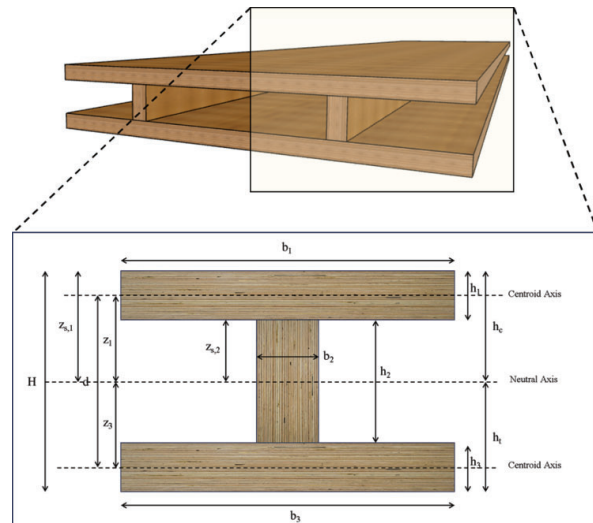 b₁
h₁
Centroid Axis
z₁
zₛ,₁
h꜀
zₛ,₂
b₂
h₂
H
d
Neutral Axis
z₃
hₜ
h₃
Centroid Axis
b₃